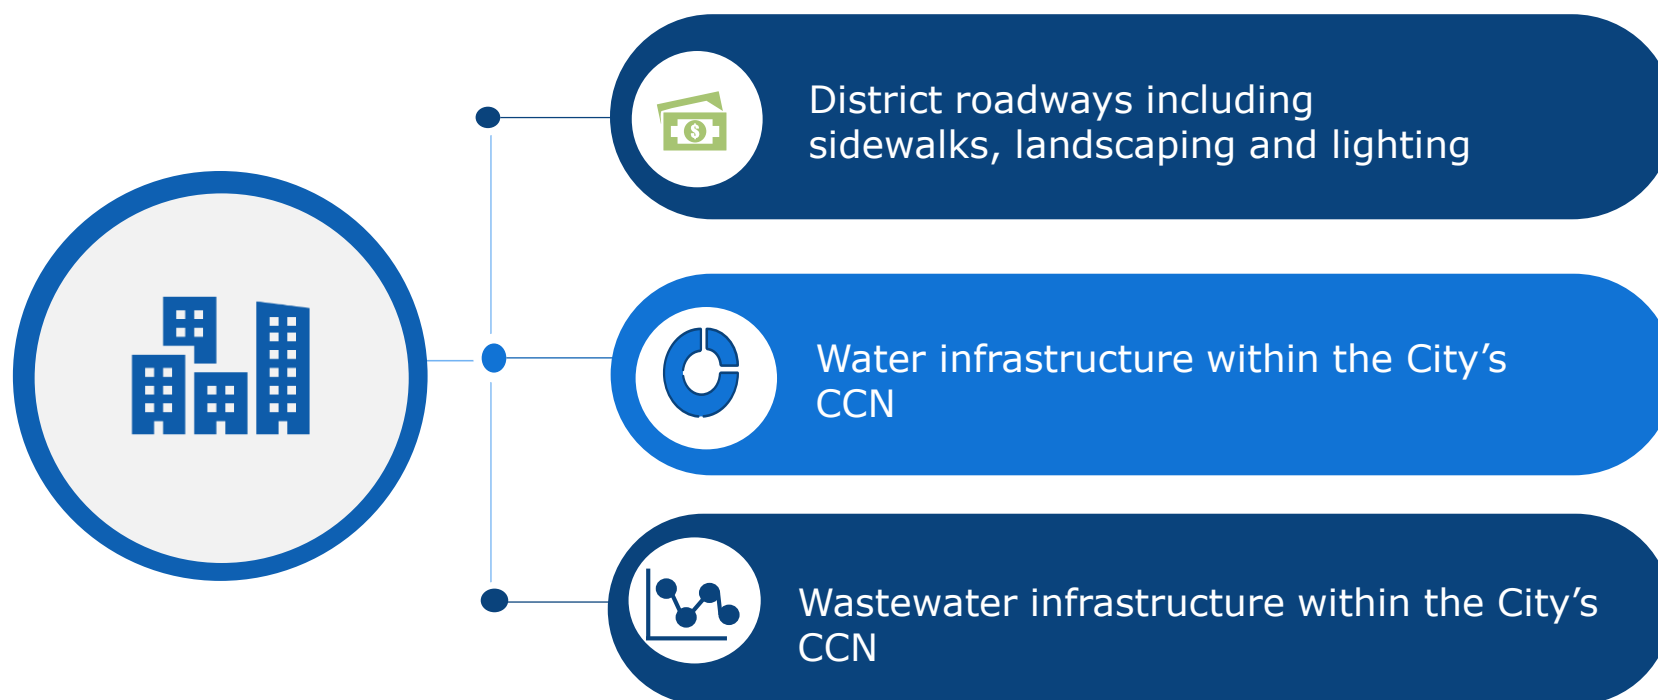 District roadways including
sidewalks, landscaping and lighting
Water infrastructure within the City’s
CCN
Wastewater infrastructure within the City’s
CCN